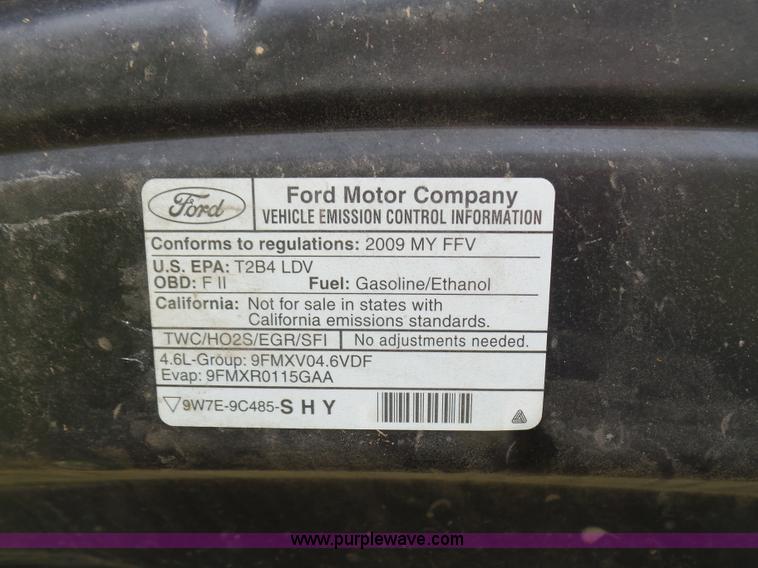 Ford
Ford Motor Company
VEHICLE EMISSION CONTROL INFORMATION
Conforms to regulations: 2009 MY FFV
U.S. EPA: T2B4 LDV
OBD: F II Fuel: Gasoline/Ethanol
California: Not for sale in states with
California emissions standards.
TWC/HO2S/EGR/SFI No adjustments needed.
4.6L-Group: 9FMXV04.6VDF
Evap: 9FMXR0115GAA
9W7E-9C485-SHY
www.purplewave.com